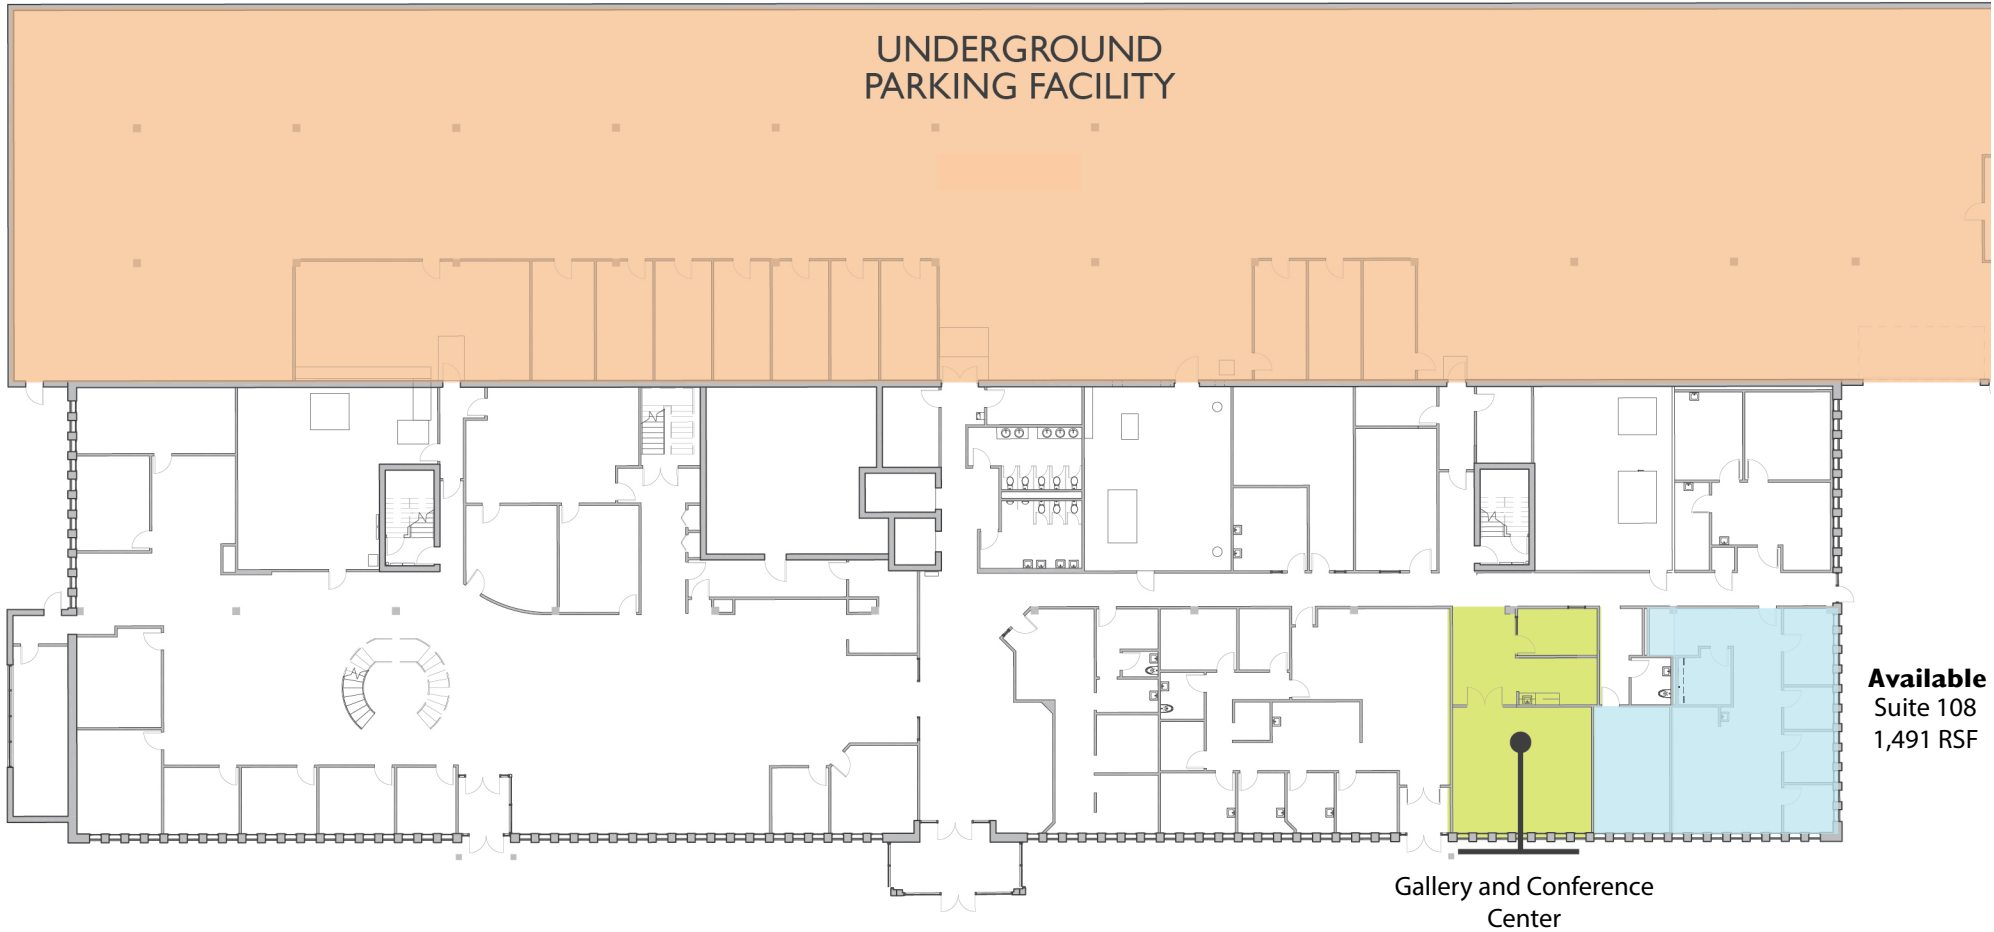 UNDERGROUND
PARKING FACILITY
Available
Suite 108
1,491 RSF
Gallery and Conference
Center